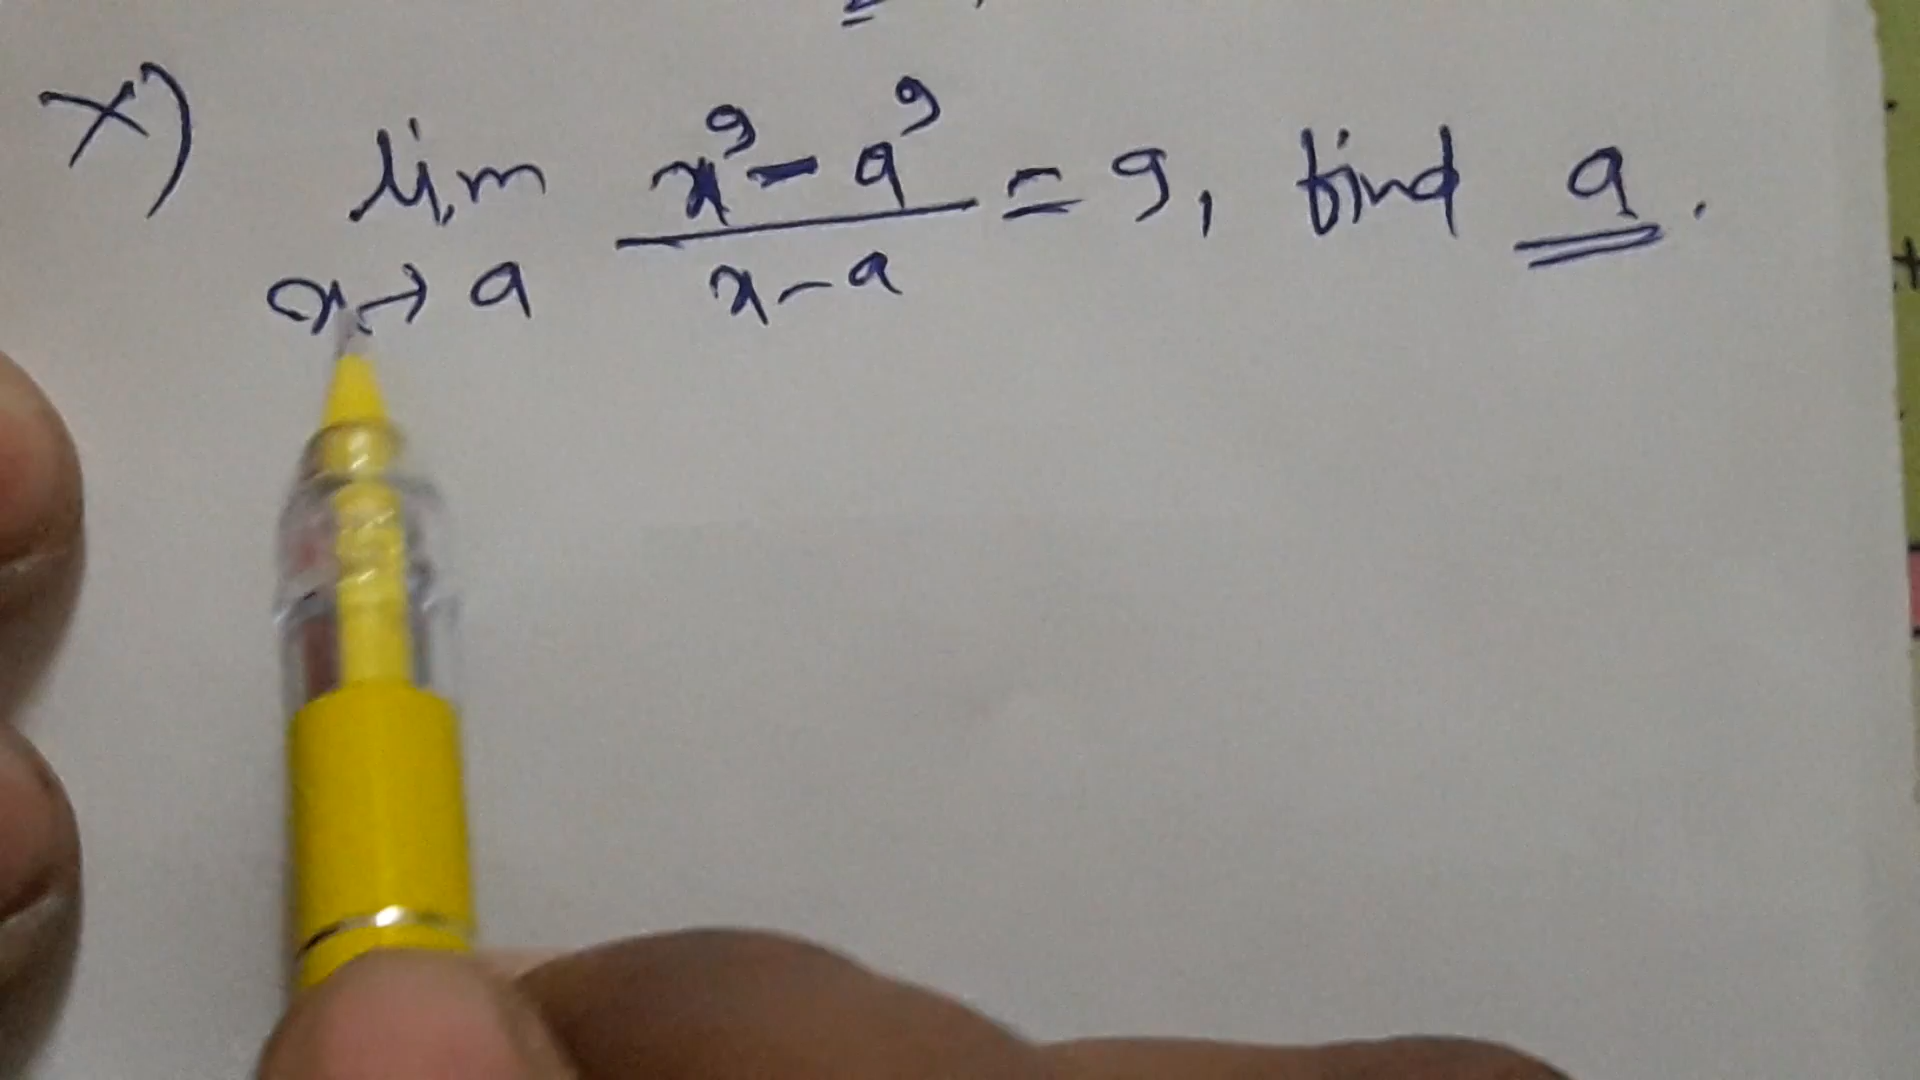 x) lim x→a (x⁹ - a⁹)/(x - a) = 9, find a.